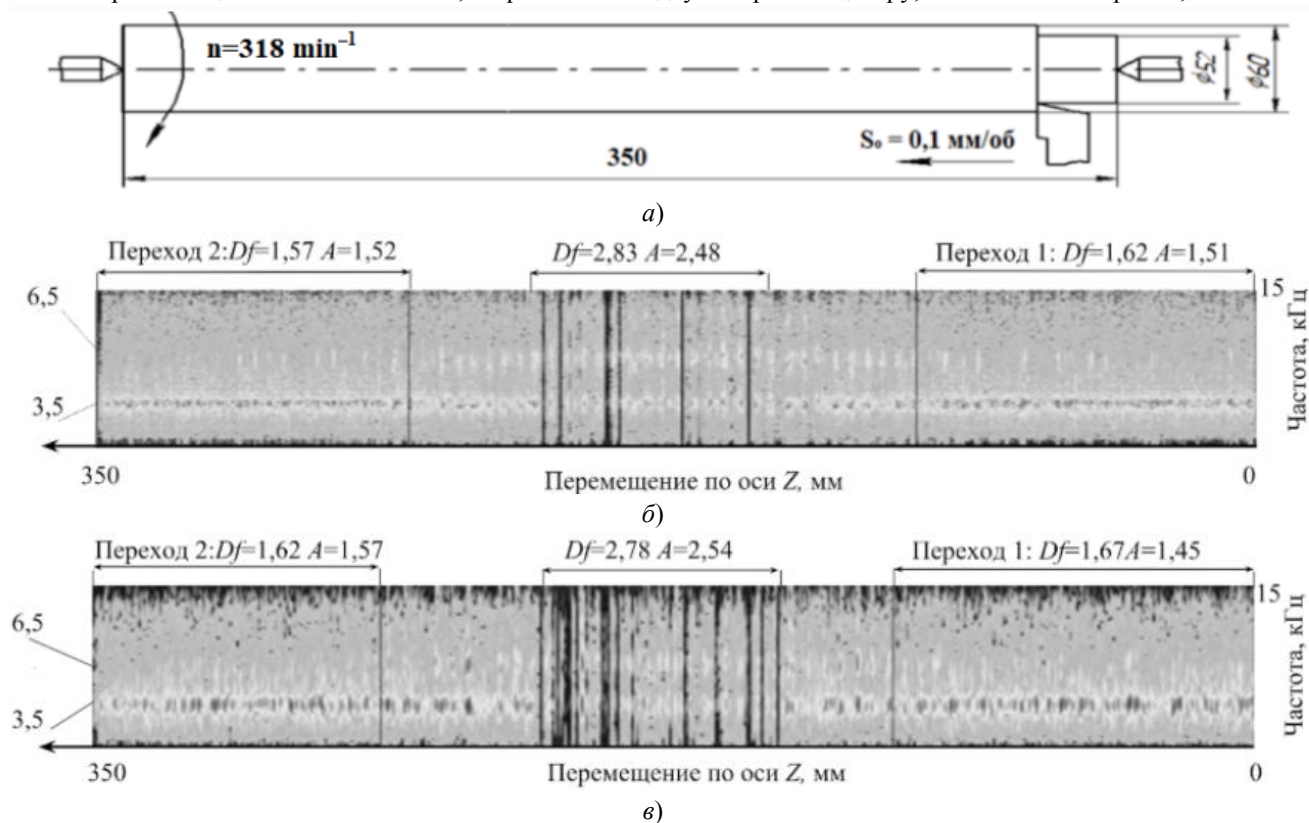 n=318 min⁻¹
ϕ52
ϕ60
Sₒ = 0,1 мм/об
350
а)
Переход 2:Df=1,57 A=1,52
Df=2,83 A=2,48
Переход 1: Df=1,62 A=1,51
6,5
15
3,5
Частота, кГц
350
Перемещение по оси Z, мм
0
б)
Переход 2:Df=1,62 A=1,57
Df=2,78 A=2,54
Переход 1: Df=1,67A=1,45
6,5
15
3,5
Частота, кГц
350
Перемещение по оси Z, мм
0
в)